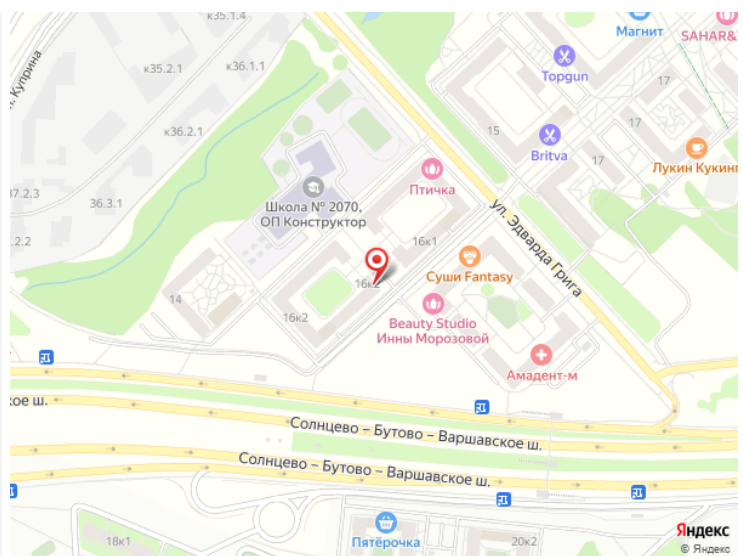 к35.1.4
Магнит
SAHAR&
л. Куприна
к35.2.1
к36.1.1
Topgun
17
15
к36.2.1
Britva
17
Лукин Кукинг
Птичка
37.2.3
36.3.1
Школа № 2070,
ОП Конструктор
ул. Эдварда Грига
2.2
16к1
Суши Fantasy
16к2
14
16к2
Beauty Studio
Инны Морозовой
Амадент-м
кое ш.
Солнцево – Бутово – Варшавское ш.
Солнцево – Бутово – Варшавское ш.
Пятёрочка
18к1
20к2
Яндекс
© Яндекс